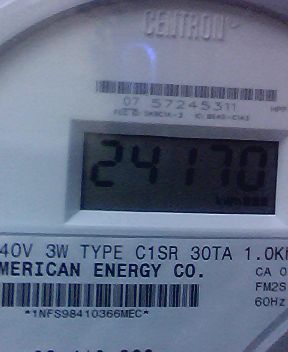 CENTRON
07 57245311
24170
kWh
40V 3W TYPE C1SR 30TA 1.0K
MERICAN ENERGY CO.
CA 0
FM2S
60Hz
*1NFS98410366MEC*